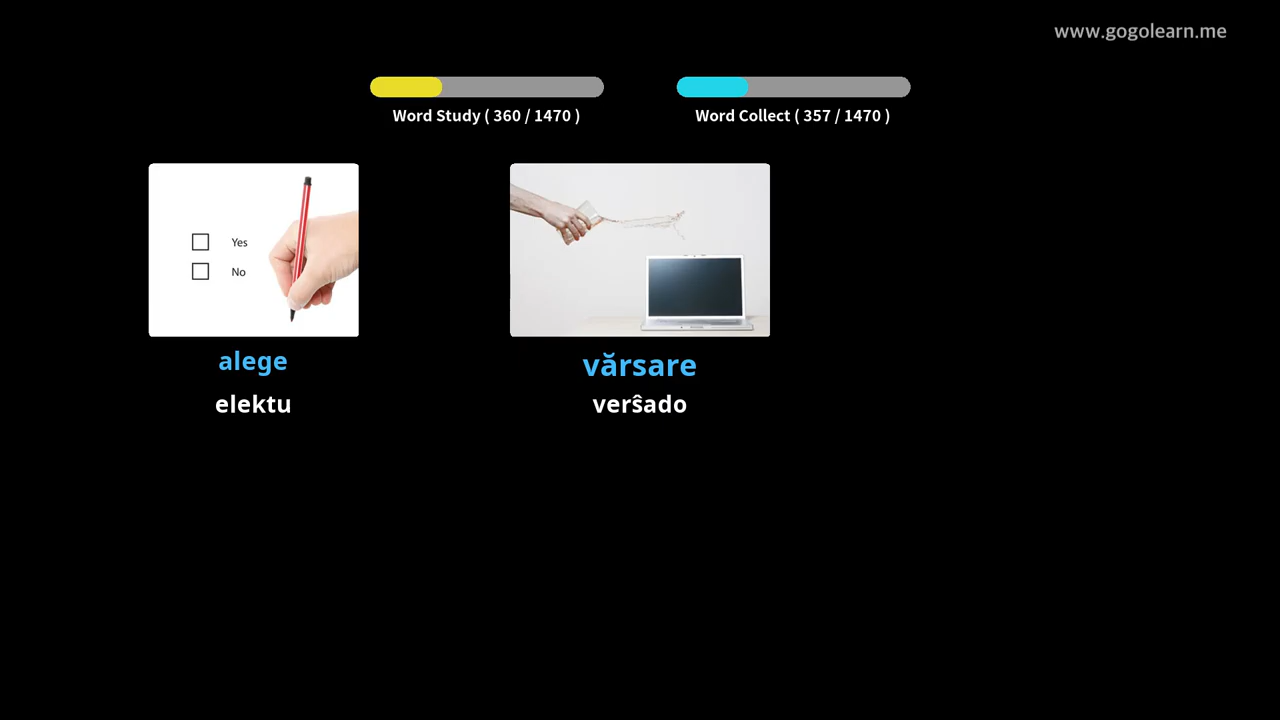 www.gogolearn.me
Word Study ( 360 / 1470 )
Word Collect ( 357 / 1470 )
Yes
No
alege
elektu
vărsare
verŝado